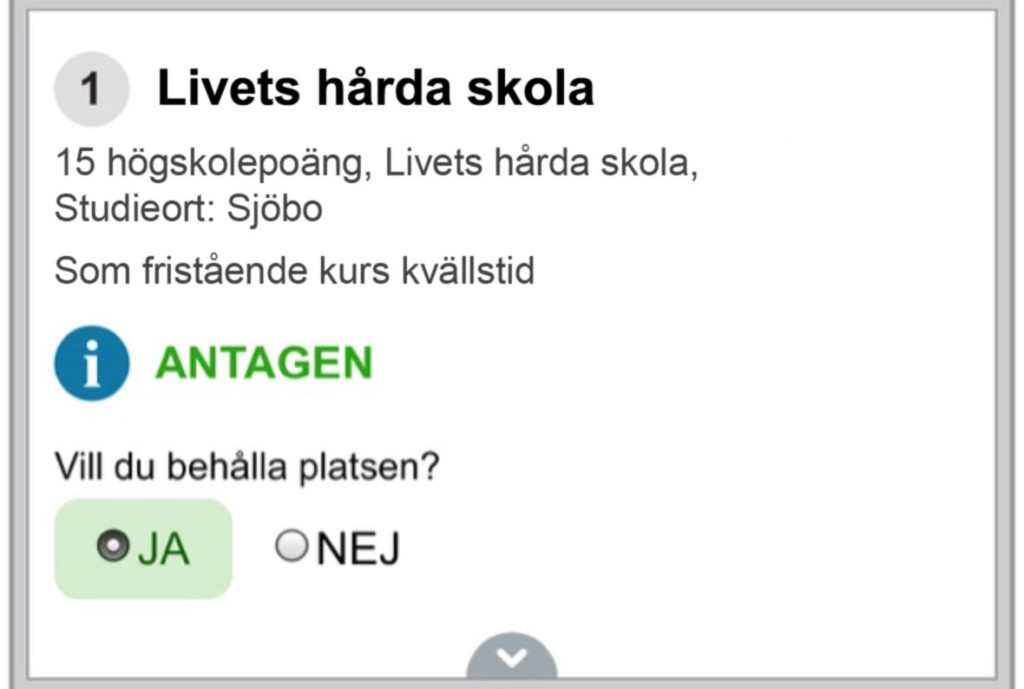 1 Livets hårda skola
15 högskolepoäng, Livets hårda skola,
Studieort: Sjöbo
Som fristående kurs kvällstid
i ANTAGEN
Vill du behålla platsen?
JA NEJ